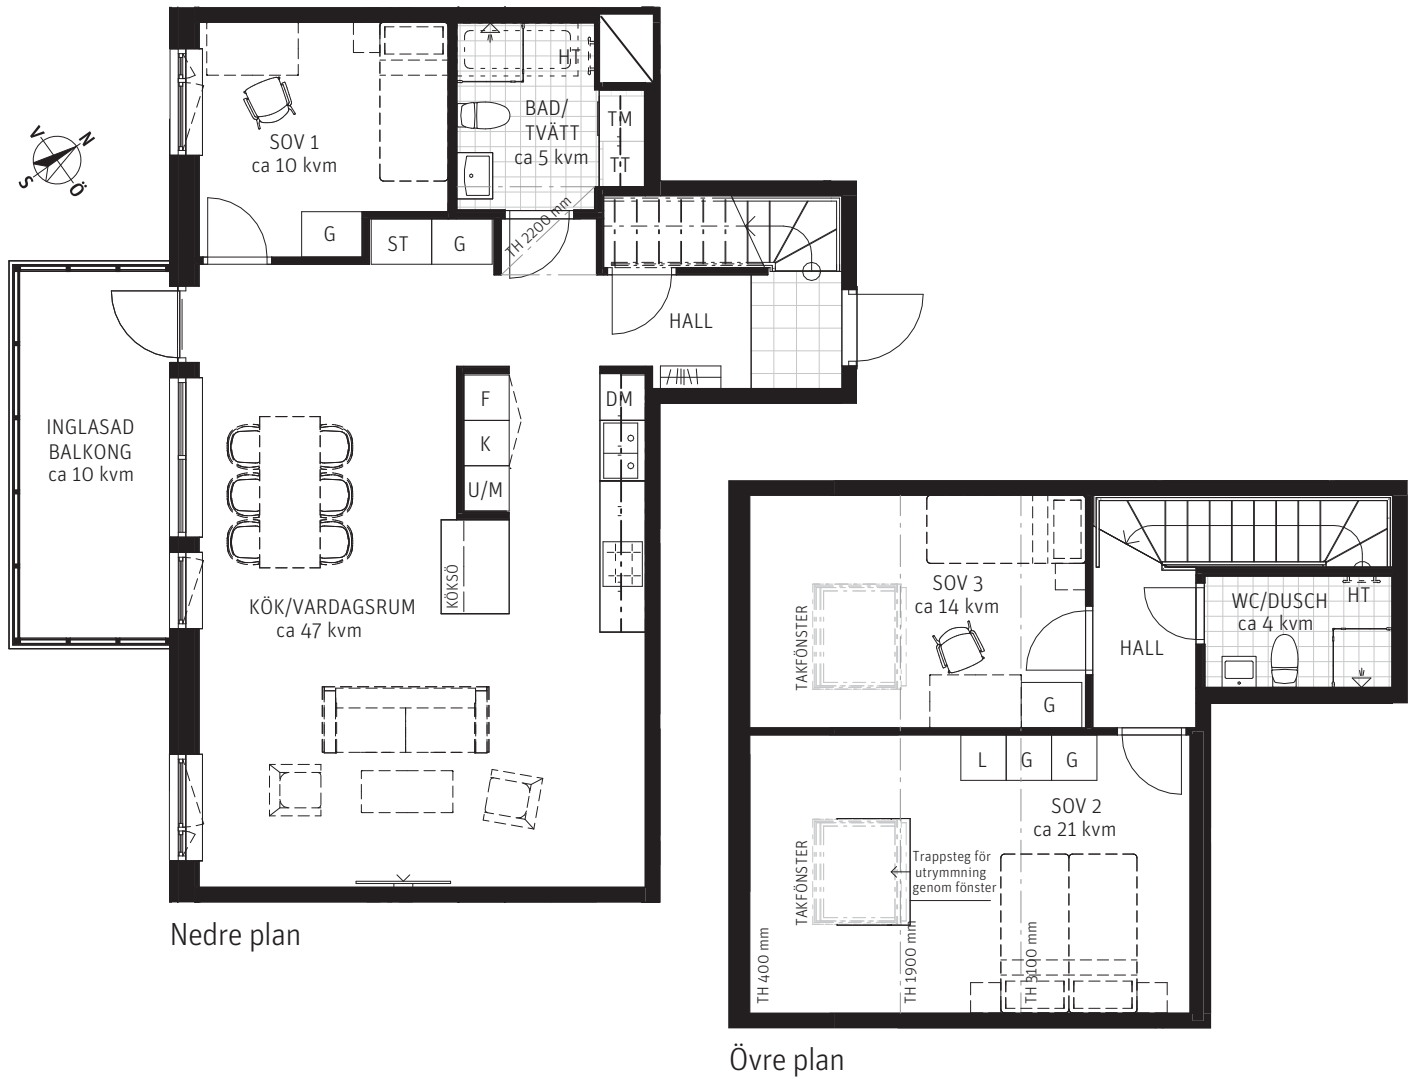 SOV 1
ca 10 kvm
HT
BAD/
TVÄTT
ca 5 kvm
TM
TT
V
N
S
Ö
G
ST
G
TH 2200 mm
HALL
INGLASAD
BALKONG
ca 10 kvm
F
K
U/M
DM
KÖKSÖ
KÖK/VARDAGSRUM
ca 47 kvm
Nedre plan
SOV 3
ca 14 kvm
TAKFÖNSTER
G
HALL
WC/DUSCH
ca 4 kvm
HT
L
G
G
SOV 2
ca 21 kvm
TAKFÖNSTER
Trappsteg för
utrymmning
genom fönster
TH 400 mm
TH 1900 mm
TH 3100 mm
Övre plan